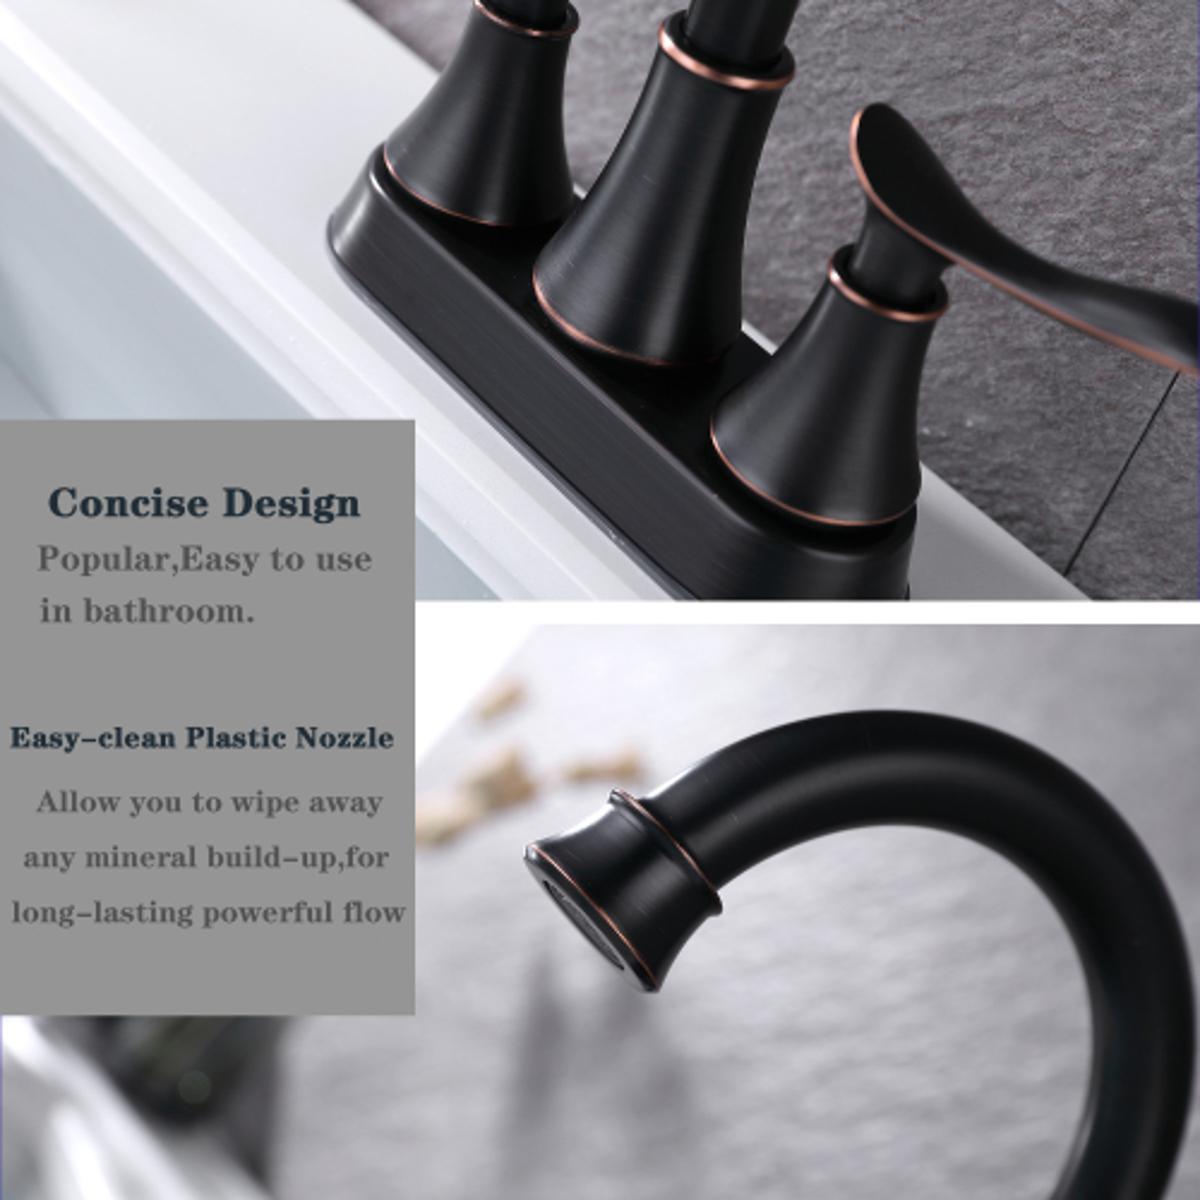 Concise Design
Popular,Easy to use
in bathroom.
Easy-clean Plastic Nozzle
Allow you to wipe away
any mineral build-up,for
long-lasting powerful flow